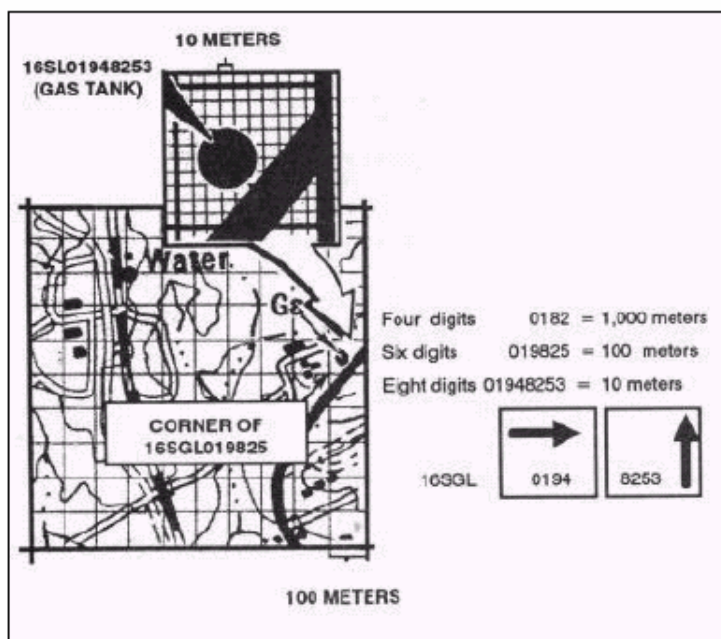 10 METERS
16SL01948253
(GAS TANK)
Water
Ga
Four digits 0182 = 1,000 meters
Six digits 019825 = 100 meters
Eight digits 01948253 = 10 meters
CORNER OF
16SGL019825
16SGL 0194 8253
100 METERS